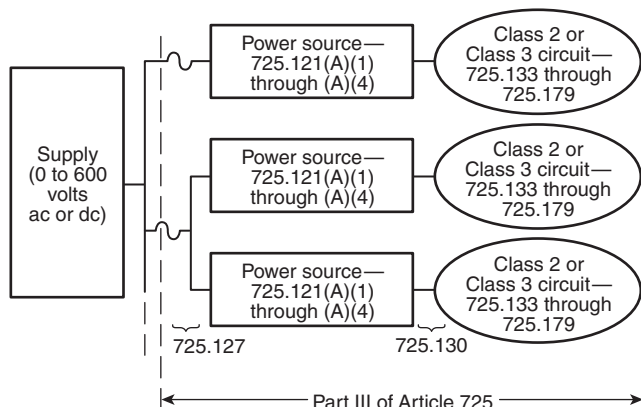 Supply
(0 to 600
volts
ac or dc)
Power source—
725.121(A)(1)
through (A)(4)
Class 2 or
Class 3 circuit—
725.133 through
725.179
Power source—
725.121(A)(1)
through (A)(4)
Class 2 or
Class 3 circuit—
725.133 through
725.179
Power source—
725.121(A)(1)
through (A)(4)
Class 2 or
Class 3 circuit—
725.133 through
725.179
725.127
725.130
Part III of Article 725